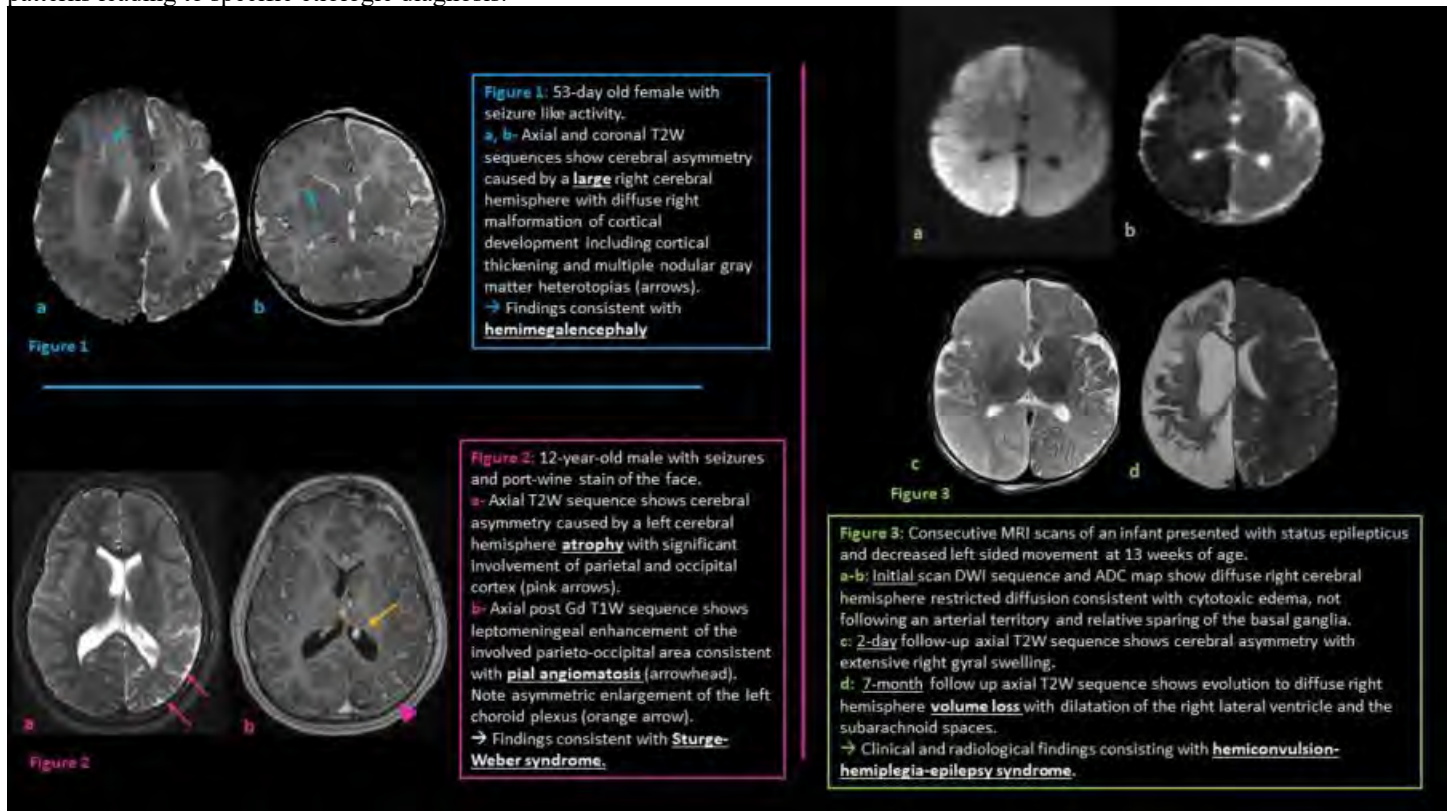 patterns leading to specific etiologic diagnosis.
Figure 1: 53-day old female with
seizure like activity.
a, b- Axial and coronal T2W
sequences show cerebral asymmetry
caused by a large right cerebral
hemisphere with diffuse right
malformation of cortical
development including cortical
thickening and multiple nodular gray
matter heterotopias (arrows).
→ Findings consistent with
hemimegalencephaly
a
b
Figure 1
Figure 2: 12-year-old male with seizures
and port-wine stain of the face.
a- Axial T2W sequence shows cerebral
asymmetry caused by a left cerebral
hemisphere atrophy with significant
involvement of parietal and occipital
cortex (pink arrows).
b- Axial post Gd T1W sequence shows
leptomeningeal enhancement of the
involved parieto-occipital area consistent
with pial angiomatosis (arrowhead).
Note asymmetric enlargement of the left
choroid plexus (orange arrow).
→ Findings consistent with Sturge-
Weber syndrome.
a
b
Figure 2
a
b
c
d
Figure 3
Figure 3: Consecutive MRI scans of an infant presented with status epilepticus
and decreased left sided movement at 13 weeks of age.
a-b: Initial scan DWI sequence and ADC map show diffuse right cerebral
hemisphere restricted diffusion consistent with cytotoxic edema, not
following an arterial territory and relative sparing of the basal ganglia.
c: 2-day follow-up axial T2W sequence shows cerebral asymmetry with
extensive right gyral swelling.
d: 7-month follow up axial T2W sequence shows evolution to diffuse right
hemisphere volume loss with dilatation of the right lateral ventricle and the
subarachnoid spaces.
→ Clinical and radiological findings consisting with hemiconvulsion-
hemiplegia-epilepsy syndrome.